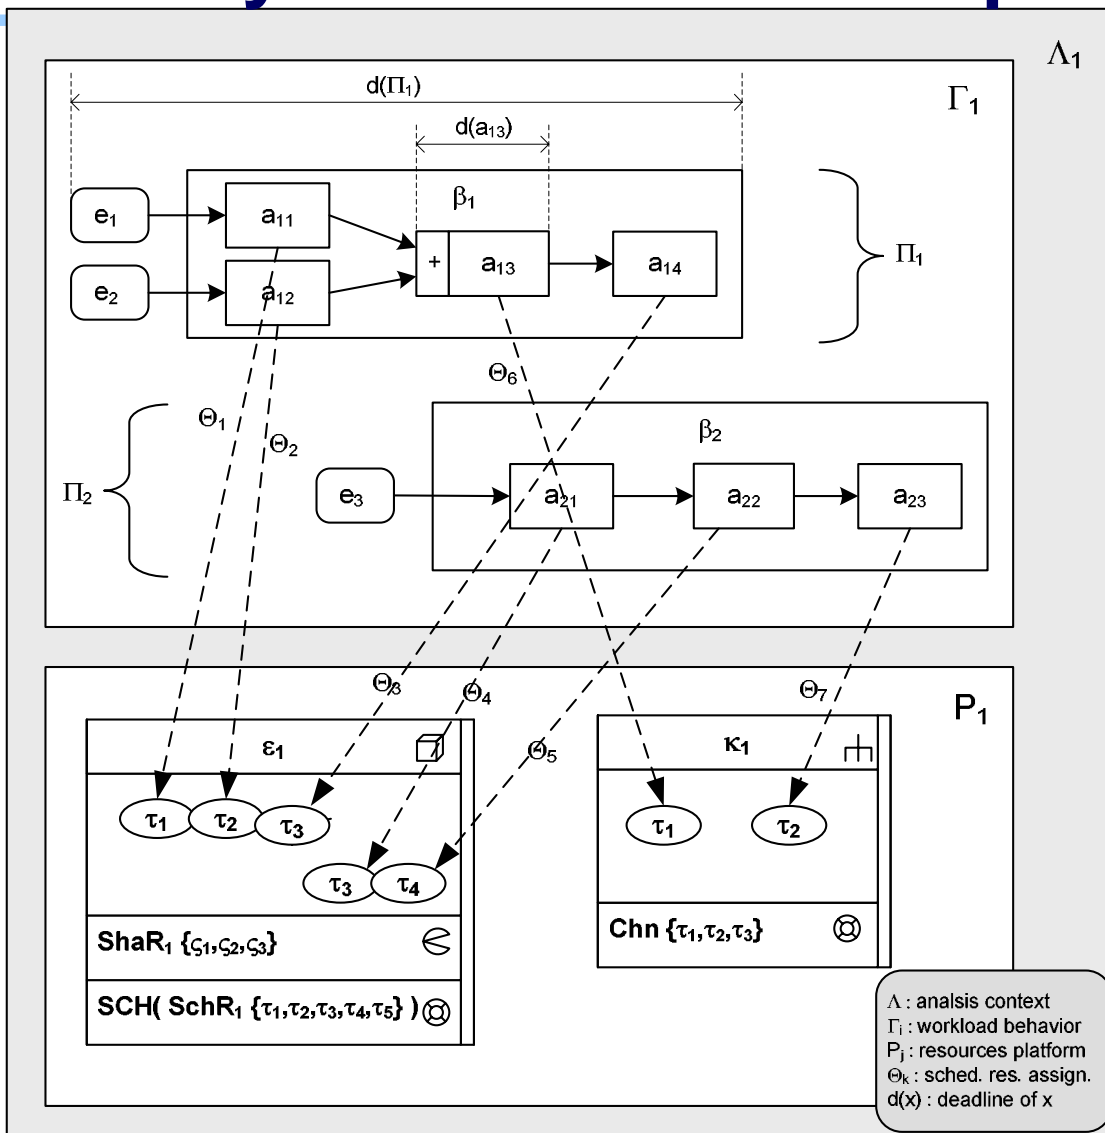 Λ₁
Γ₁
d(Π₁)
d(a₁₃)
β₁
e₁
a₁₁
+
a₁₃
a₁₄
Π₁
e₂
a₁₂
Θ₆
Θ₁
Θ₂
β₂
Π₂
e₃
a₂₁
a₂₂
a₂₃
Θ₃
Θ₄
Θ₇
P₁
ε₁
Θ₅
κ₁
τ₁
τ₂
τ₃
τ₁
τ₂
τ₃
τ₄
ShaR₁ {ς₁,ς₂,ς₃}
Chn {τ₁,τ₂,τ₃}
SCH( SchR₁ {τ₁,τ₂,τ₃,τ₄,τ₅} )
Λ : analsis context
Γᵢ : workload behavior
Pⱼ : resources platform
Θₖ : sched. res. assign.
d(x) : deadline of x